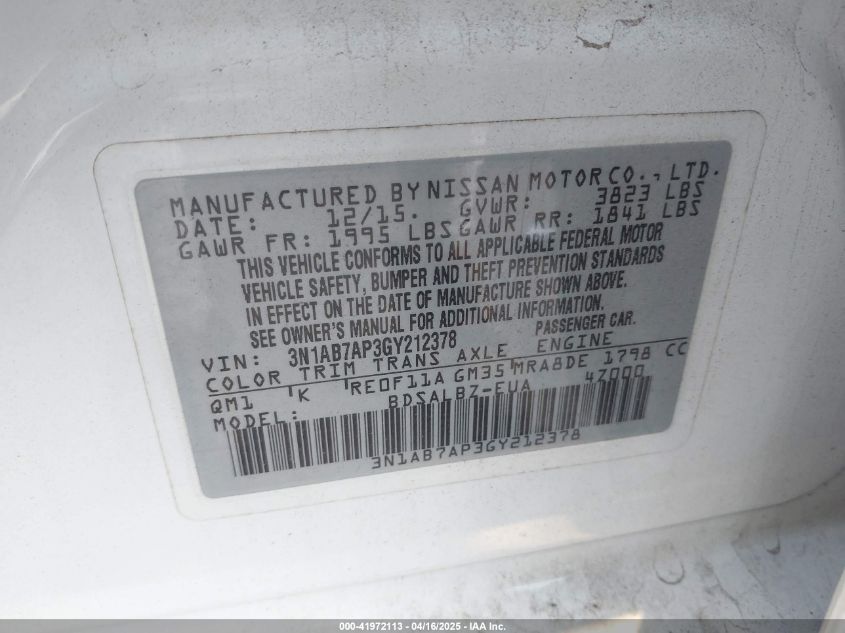 MANUFACTURED BY NISSAN MOTOR CO., LTD.
DATE: 12/15. GVWR: 3823 LBS
GAWR FR: 1995 LBS GAWR RR: 1841 LBS
THIS VEHICLE CONFORMS TO ALL APPLICABLE FEDERAL MOTOR
VEHICLE SAFETY, BUMPER AND THEFT PREVENTION STANDARDS
IN EFFECT ON THE DATE OF MANUFACTURE SHOWN ABOVE.
SEE OWNER'S MANUAL FOR ADDITIONAL INFORMATION.
VIN: 3N1AB7AP3GY212378 PASSENGER CAR.
COLOR TRIM TRANS AXLE ENGINE
QM1 K RE0F11A GM35 MRA8DE 1798 CC
MODEL: BDSALBZ-EUA 4Z000
3N1AB7AP3GY212378
000-41972113 - 04/16/2025 - IAA Inc.